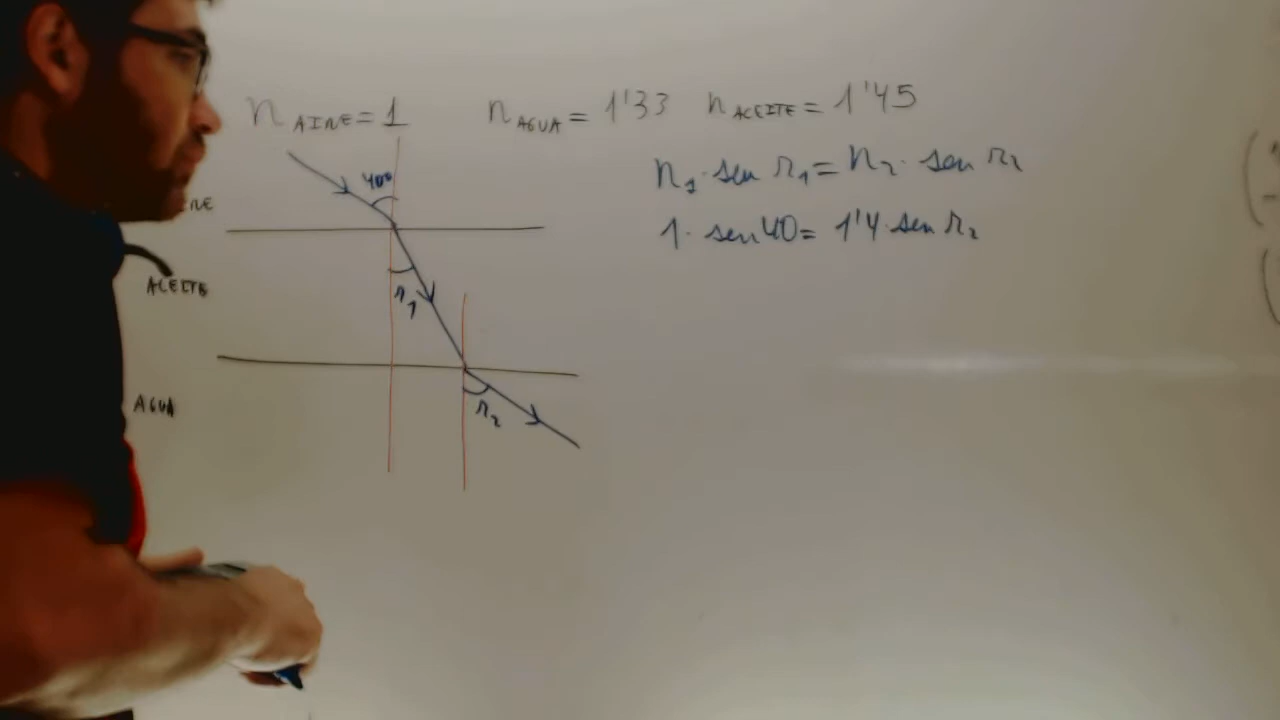 n AIRE = 1 n AGUA = 1'33 n ACEITE = 1'45
n₁· sen r₁ = n₂· sen r₂
1· sen 40 = 1'4· sen r₂
40º
ACEITE
r₁
AGUA
r₂